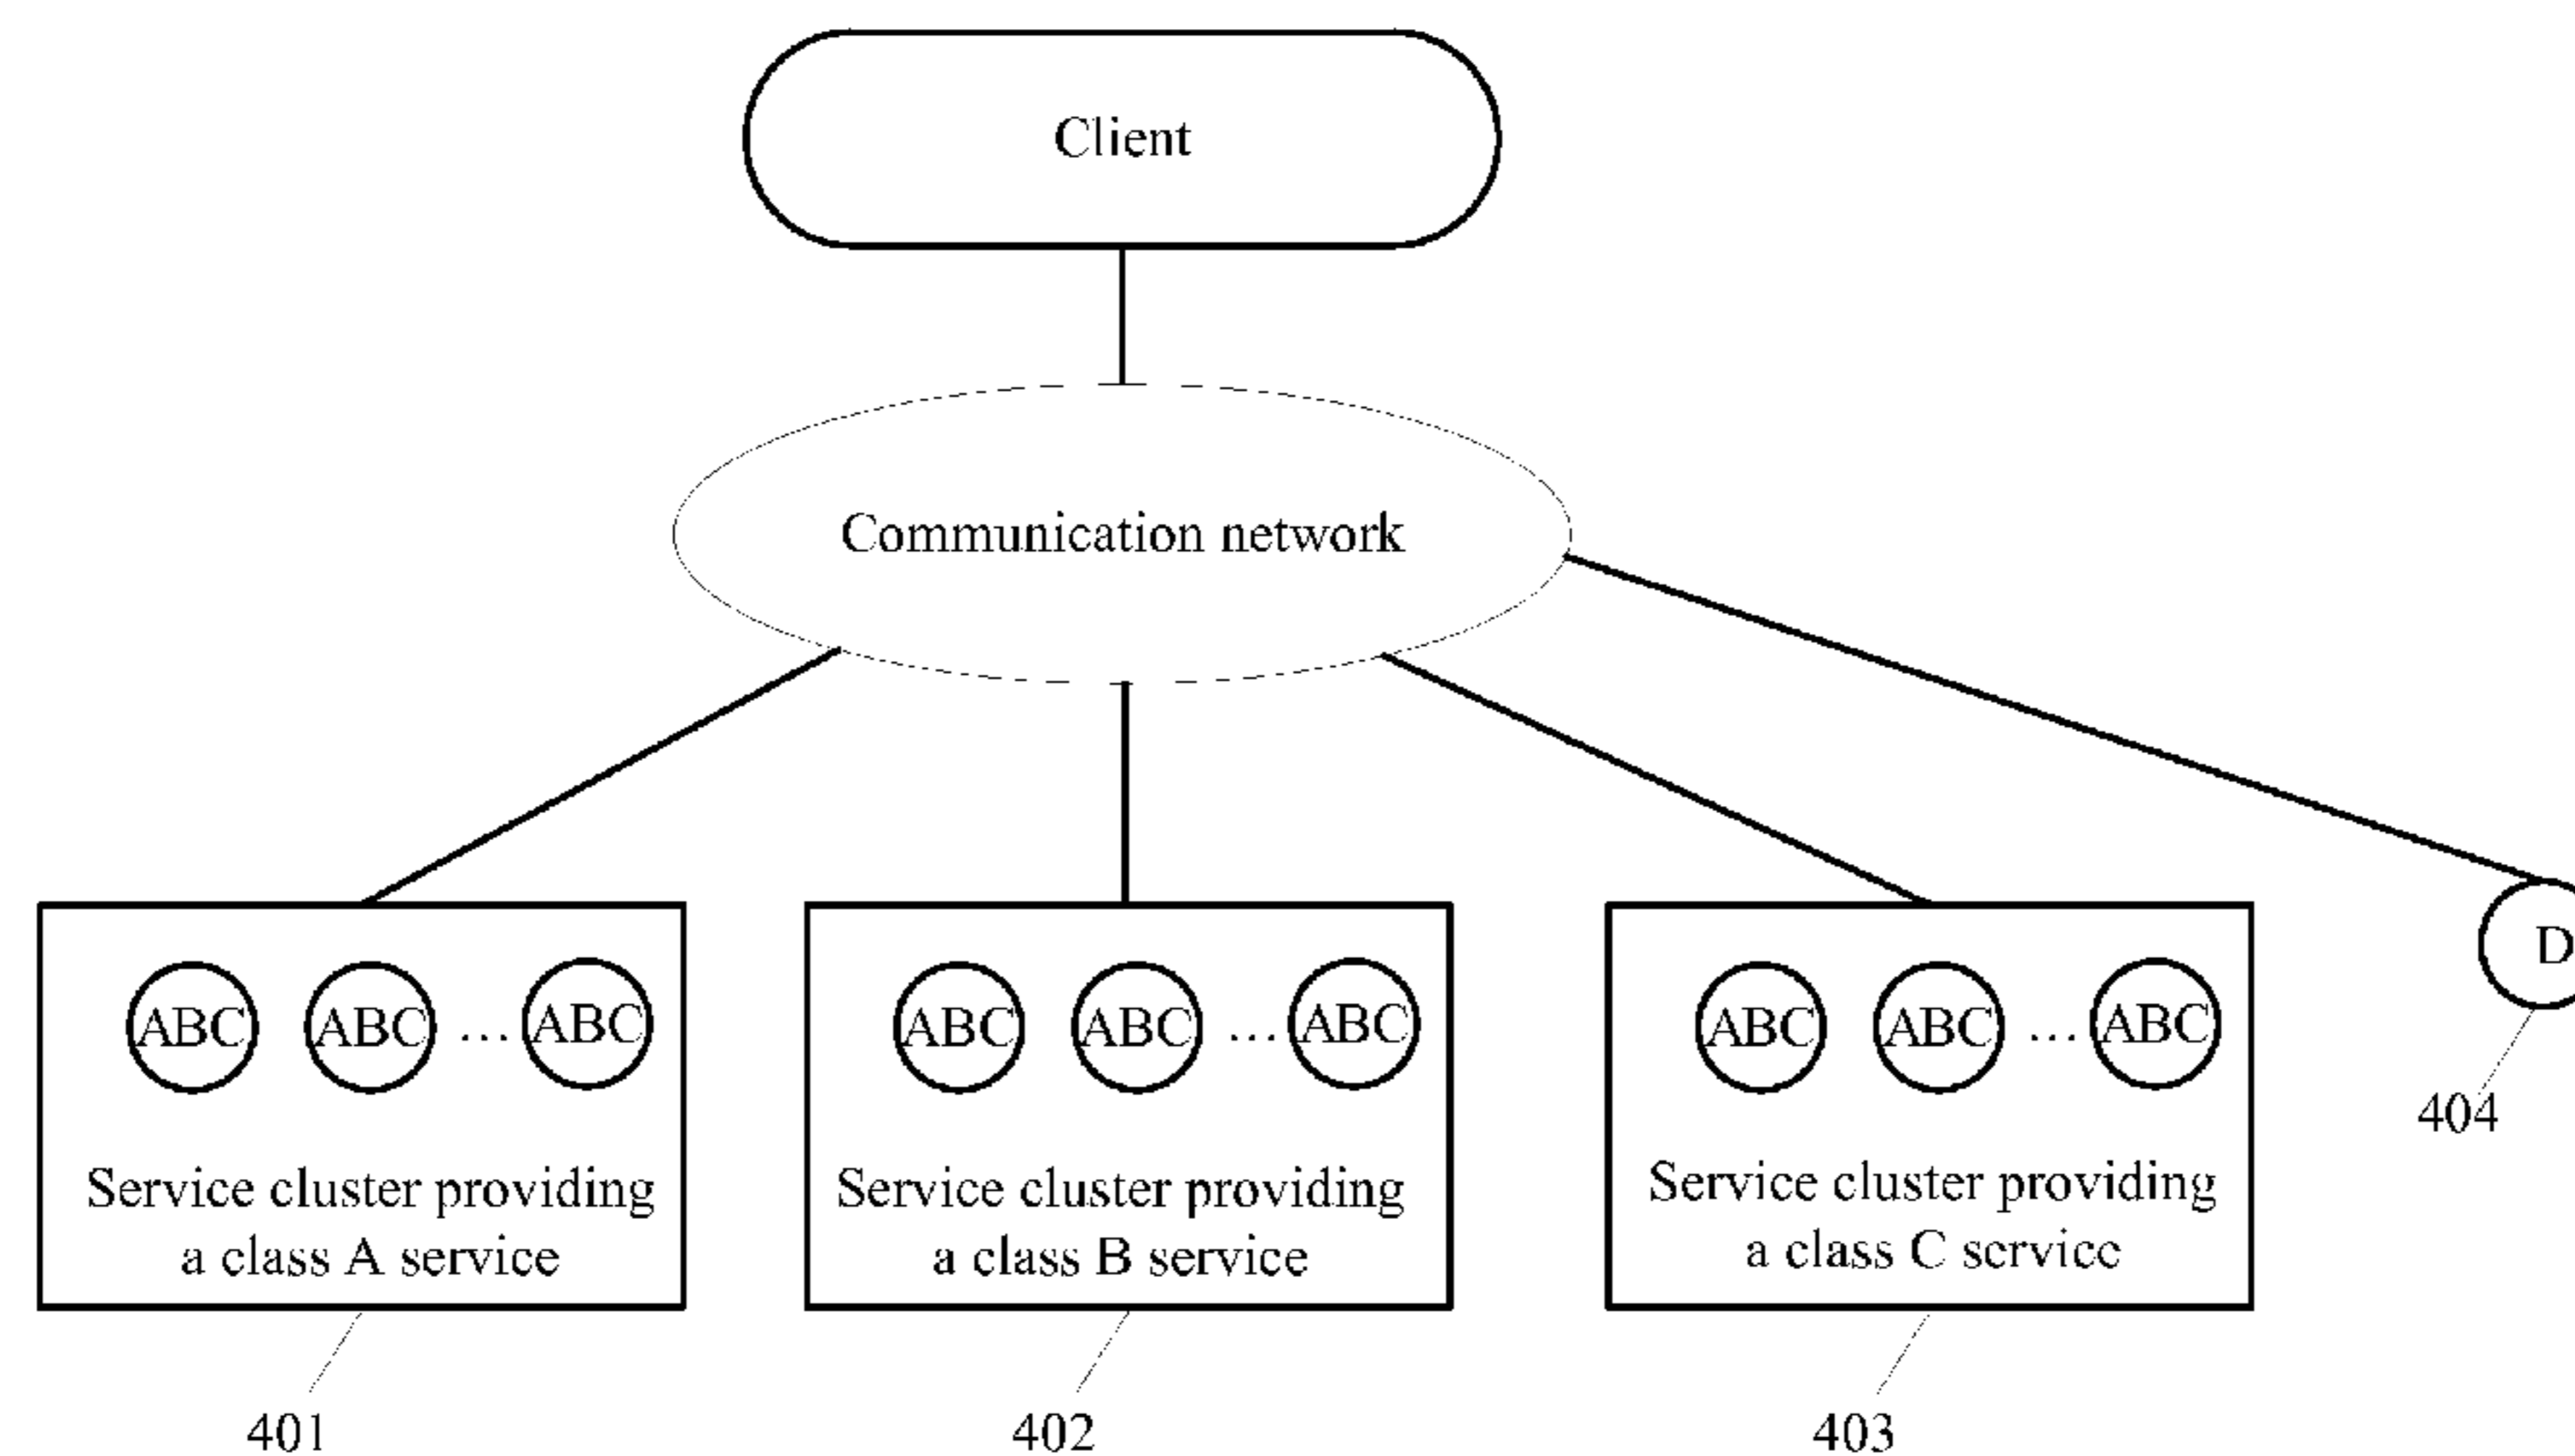 Client
Communication network
ABC ABC ... ABC
Service cluster providing
a class A service
401
ABC ABC ... ABC
Service cluster providing
a class B service
402
ABC ABC ... ABC
Service cluster providing
a class C service
403
D
404